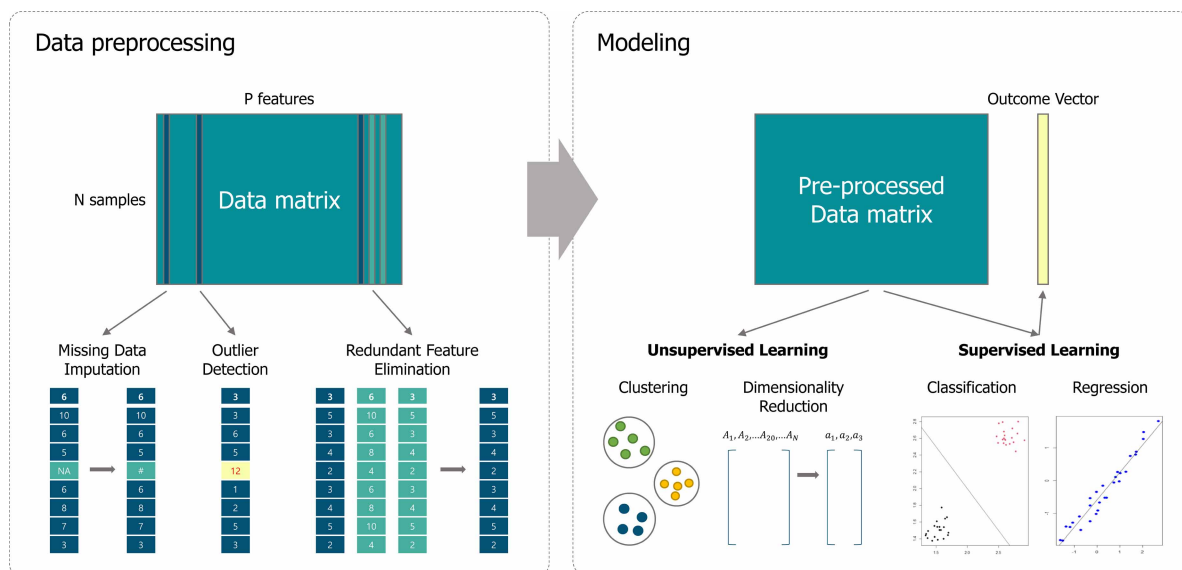 Data preprocessing
P features
N samples
Data matrix
Missing Data
Imputation
Outlier
Detection
Redundant Feature
Elimination
6 6 3 3 6 3 3
10 10 3 5 10 5 5
6 6 6 3 6 3 3
5 5 5 4 8 4 4
NA # 12 2 4 2 2
6 6 1 3 6 3 3
8 8 2 4 8 4 4
7 7 5 5 10 5 5
3 3 3 2 4 2 2
Modeling
Outcome Vector
Pre-processed
Data matrix
Unsupervised Learning
Supervised Learning
Clustering
Dimensionality
Reduction
A₁, A₂,…A₂₀,…A_N
a₁, a₂, a₃
Classification
Regression
-1 0 1 2